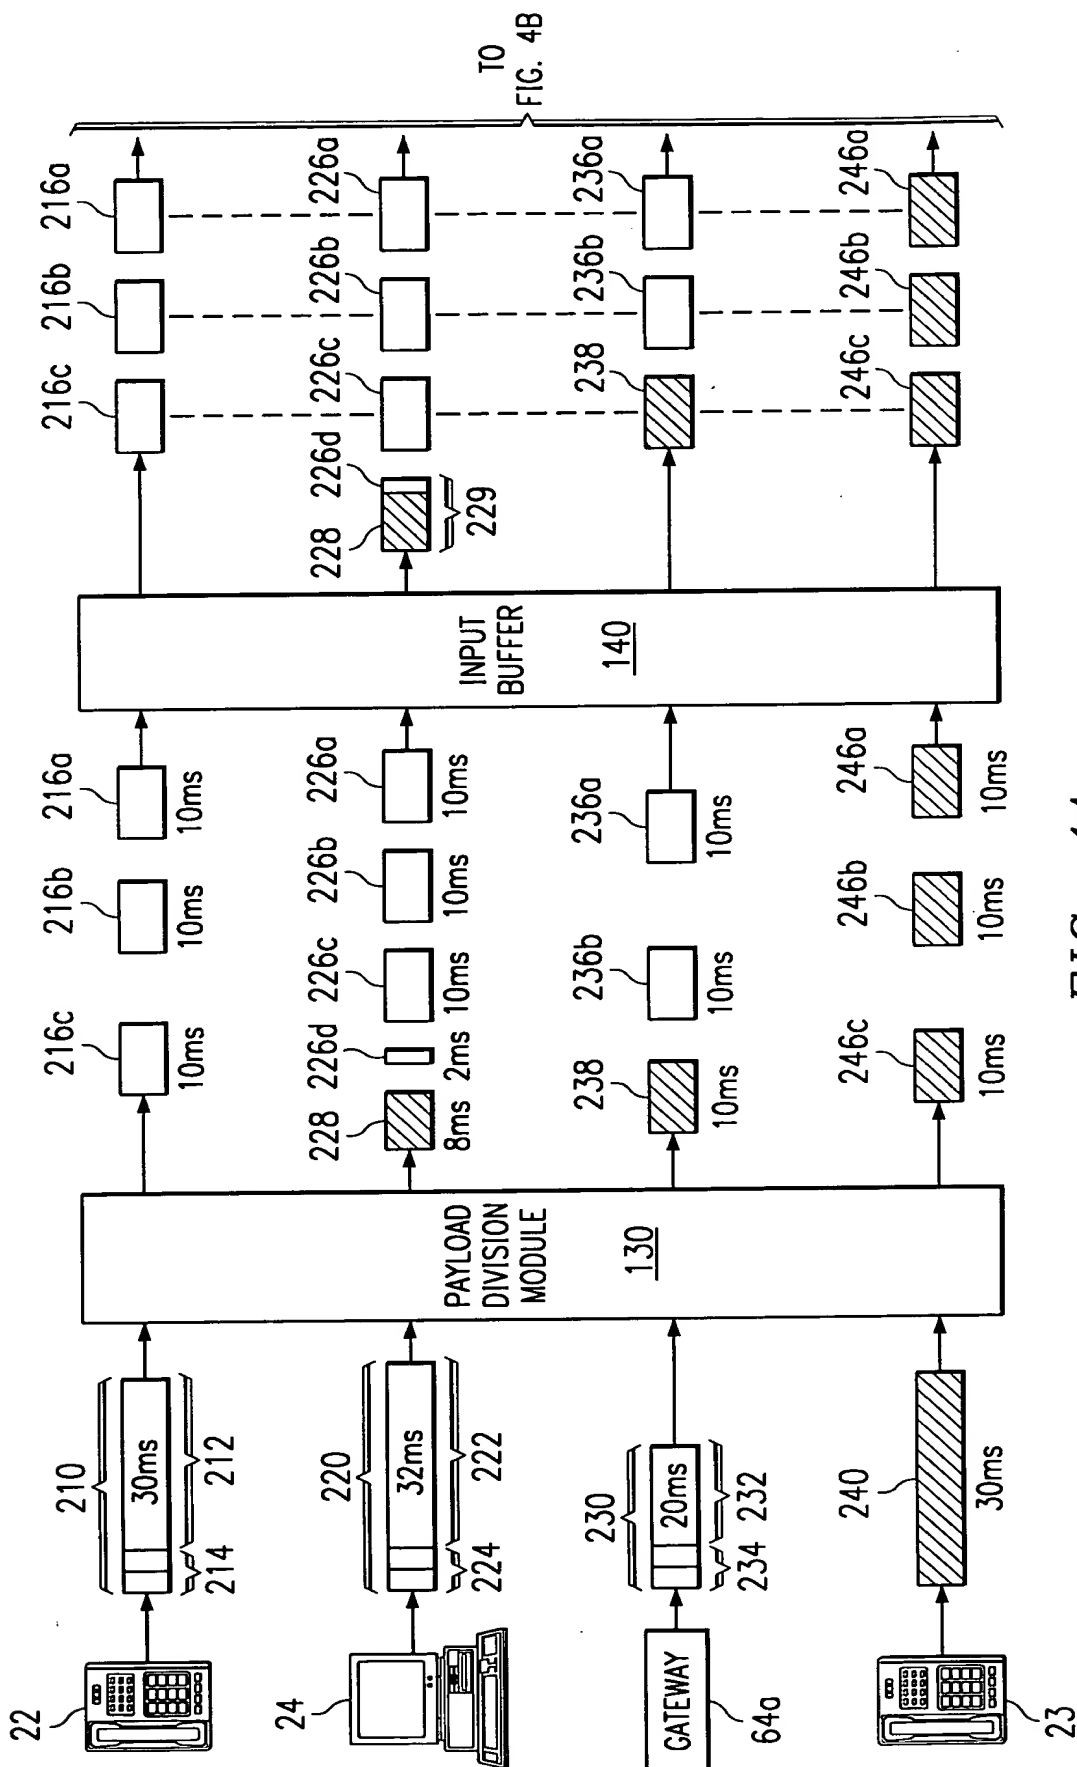 22
210
30ms
214
212
24
220
32ms
224
222
GATEWAY
64a
230
20ms
234
232
23
240
30ms
PAYLOAD
DIVISION
MODULE
130
216c
10ms
216b
10ms
216a
10ms
228
8ms
226d
2ms
226c
10ms
226b
10ms
226a
10ms
238
10ms
236b
10ms
236a
10ms
246c
10ms
246b
10ms
246a
10ms
INPUT
BUFFER
140
216c
216b
216a
228
226d
229
226c
226b
226a
238
236b
236a
246c
246b
246a
TO
FIG. 4B